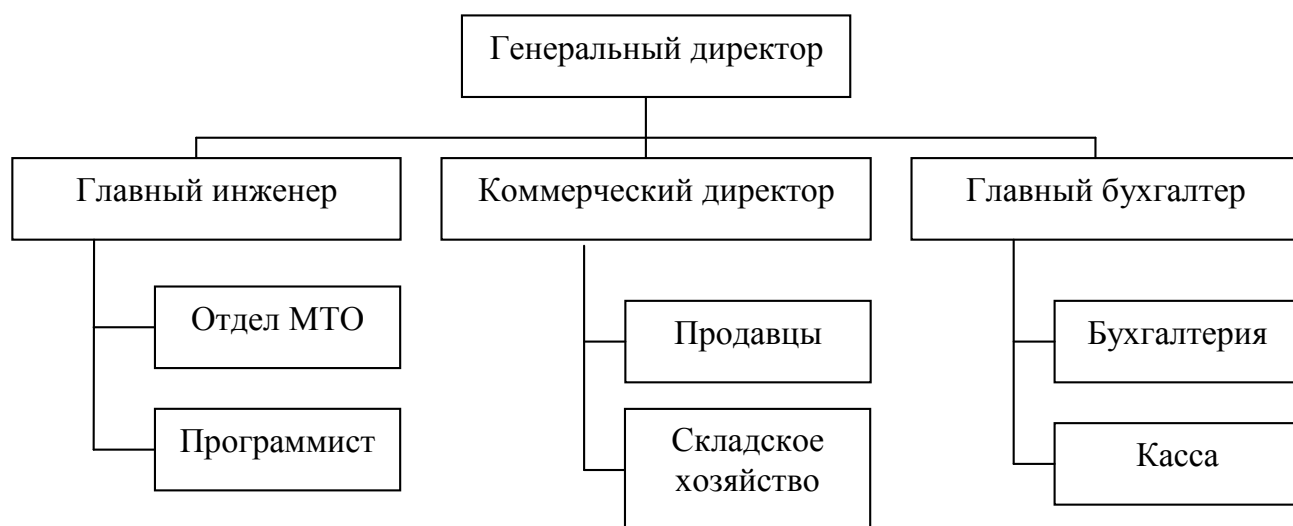 Генеральный директор
Главный инженер
Коммерческий директор
Главный бухгалтер
Отдел МТО
Продавцы
Бухгалтерия
Программист
Складское
хозяйство
Касса